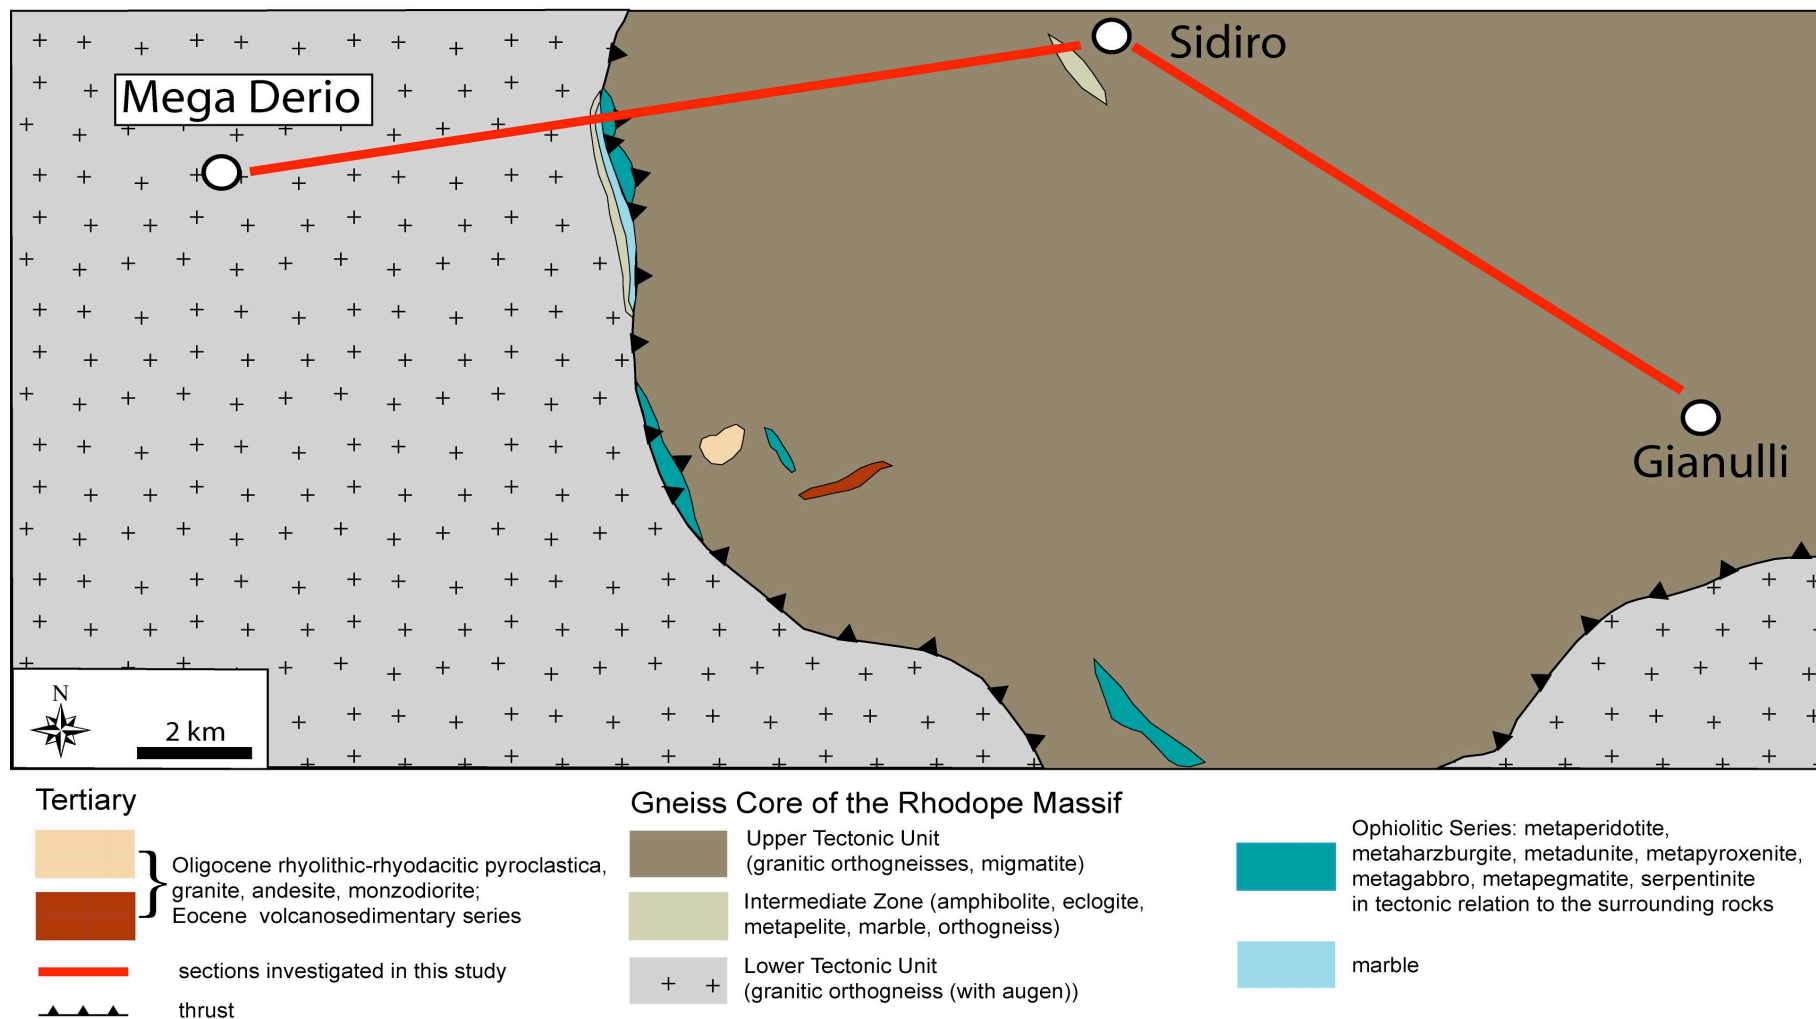 Sidiro
Mega Derio
Gianulli
N
2 km
Tertiary
Oligocene rhyolithic-rhyodacitic pyroclastica,
granite, andesite, monzodiorite;
Eocene volcanosedimentary series
sections investigated in this study
thrust
Gneiss Core of the Rhodope Massif
Upper Tectonic Unit
(granitic orthogneisses, migmatite)
Intermediate Zone (amphibolite, eclogite,
metapelite, marble, orthogneiss)
Lower Tectonic Unit
(granitic orthogneiss (with augen))
Ophiolitic Series: metaperidotite,
metaharzburgite, metadunite, metapyroxenite,
metagabbro, metapegmatite, serpentinite
in tectonic relation to the surrounding rocks
marble